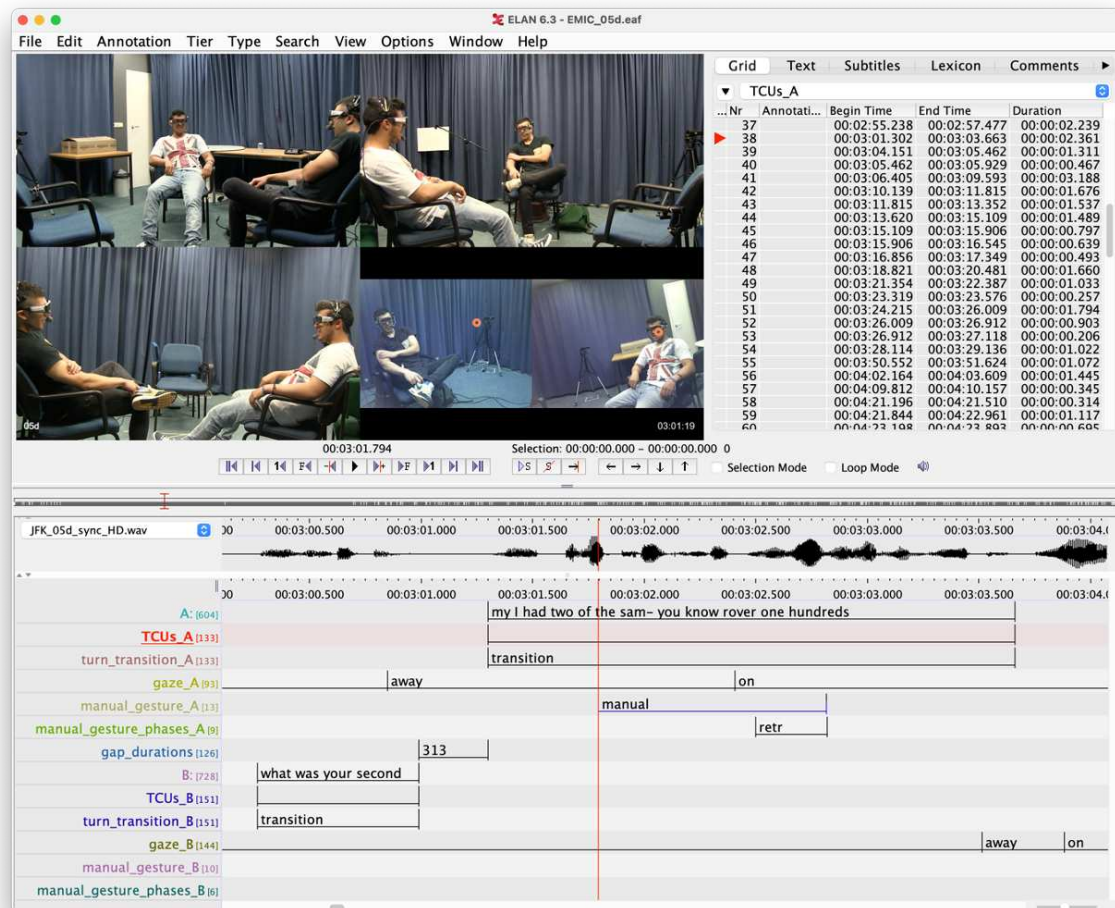 ELAN 6.3 - EMIC_05d.eaf
File Edit Annotation Tier Type Search View Options Window Help
Grid Text Subtitles Lexicon Comments
TCUs_A
... Nr Annotati... Begin Time End Time Duration
37 00:02:55.238 00:02:57.477 00:00:02.239
38 00:03:01.302 00:03:03.663 00:00:02.361
39 00:03:04.151 00:03:05.462 00:00:01.311
40 00:03:05.462 00:03:05.929 00:00:00.467
41 00:03:06.405 00:03:09.593 00:00:03.188
42 00:03:10.139 00:03:11.815 00:00:01.676
43 00:03:11.815 00:03:13.352 00:00:01.537
44 00:03:13.620 00:03:15.109 00:00:01.489
45 00:03:15.109 00:03:15.906 00:00:00.797
46 00:03:15.906 00:03:16.545 00:00:00.639
47 00:03:16.856 00:03:17.349 00:00:00.493
48 00:03:18.821 00:03:20.481 00:00:01.660
49 00:03:21.354 00:03:22.387 00:00:01.033
50 00:03:23.319 00:03:23.576 00:00:00.257
51 00:03:24.215 00:03:26.009 00:00:01.794
52 00:03:26.009 00:03:26.912 00:00:00.903
53 00:03:26.912 00:03:27.118 00:00:00.206
54 00:03:28.114 00:03:29.136 00:00:01.022
55 00:03:50.552 00:03:51.624 00:00:01.072
56 00:04:02.164 00:04:03.609 00:00:01.445
57 00:04:09.812 00:04:10.157 00:00:00.345
58 00:04:21.196 00:04:21.510 00:00:00.314
59 00:04:21.844 00:04:22.961 00:00:01.117
60 00:04:23.198 00:04:23.893 00:00:00.695
05d 03:01:19
00:03:01.794 Selection: 00:00:00.000 - 00:00:00.000 0
Selection Mode Loop Mode
JFK_05d_sync_HD.wav
00 00:03:00.500 00:03:01.000 00:03:01.500 00:03:02.000 00:03:02.500 00:03:03.000 00:03:03.500 00:03:04.0
00 00:03:00.500 00:03:01.000 00:03:01.500 00:03:02.000 00:03:02.500 00:03:03.000 00:03:03.500 00:03:04.0
A: [604] my I had two of the sam– you know rover one hundreds
TCUs_A [133]
turn_transition_A [133] transition
gaze_A [93] away on
manual_gesture_A [13] manual
manual_gesture_phases_A [9] retr
gap_durations [126] 313
B: [728] what was your second
TCUs_B [151]
turn_transition_B [151] transition
gaze_B [144] away on
manual_gesture_B [10]
manual_gesture_phases_B [6]